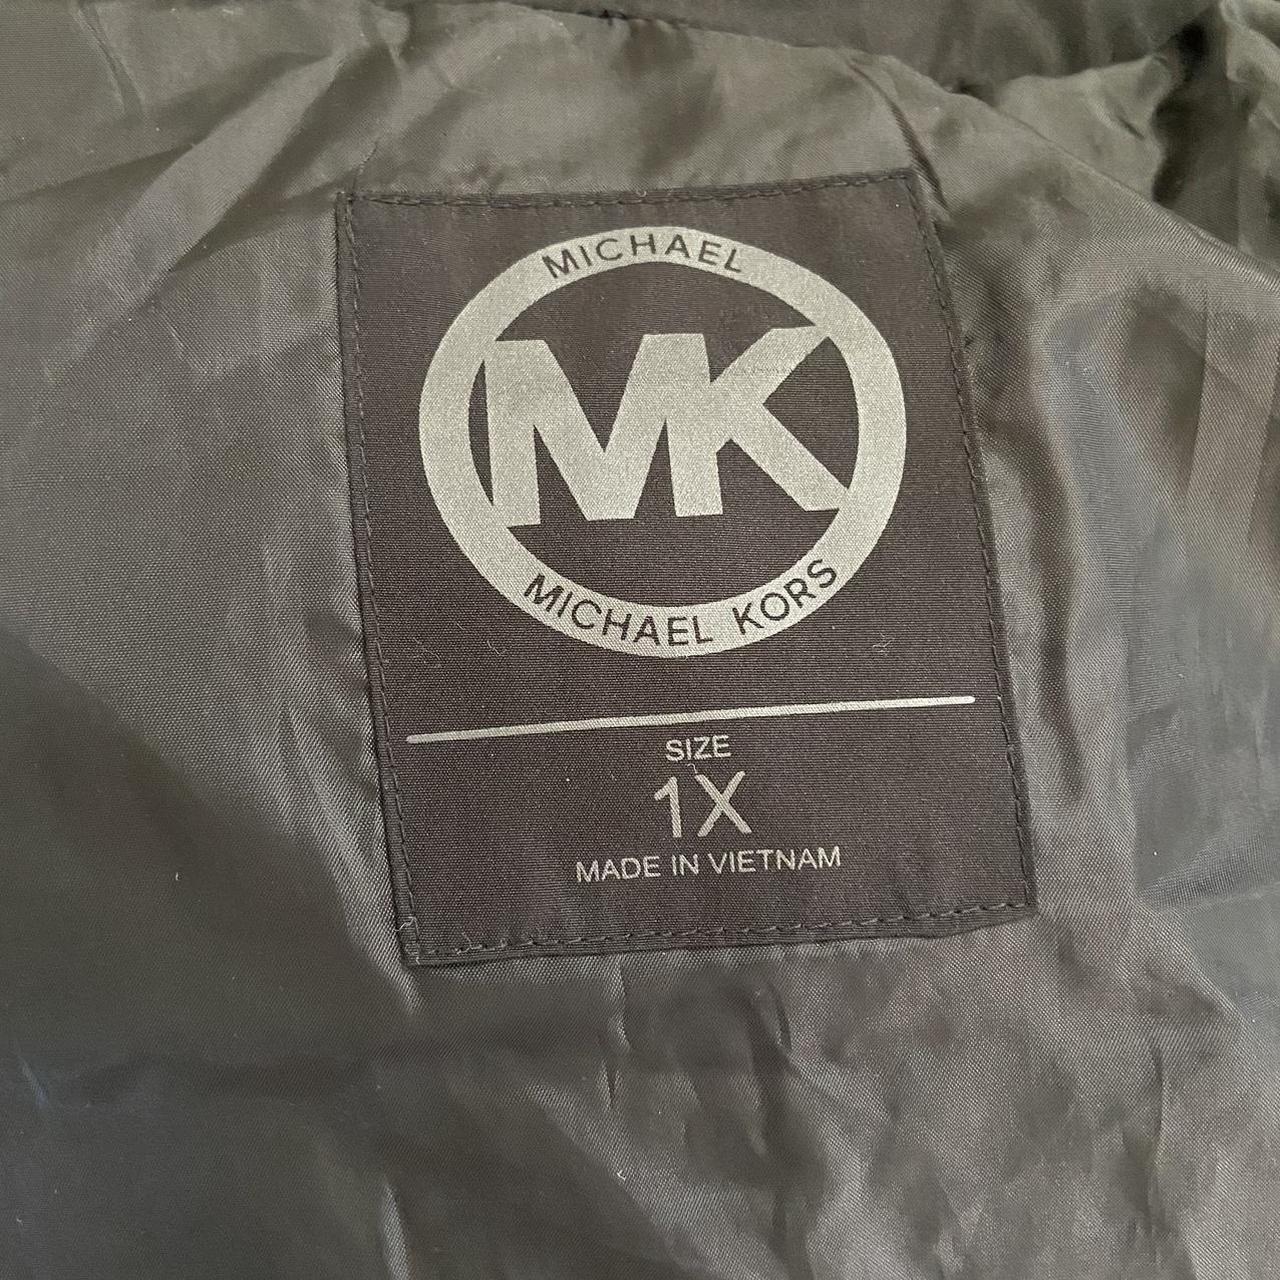 MICHAEL
MK
MICHAEL KORS
SIZE
1X
MADE IN VIETNAM